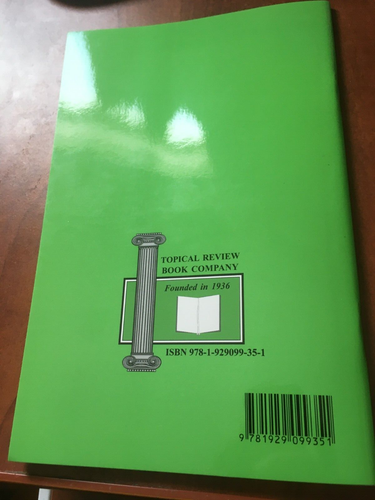 TOPICAL REVIEW
BOOK COMPANY
Founded in 1936
ISBN 978-1-929099-35-1
9 781929 099351